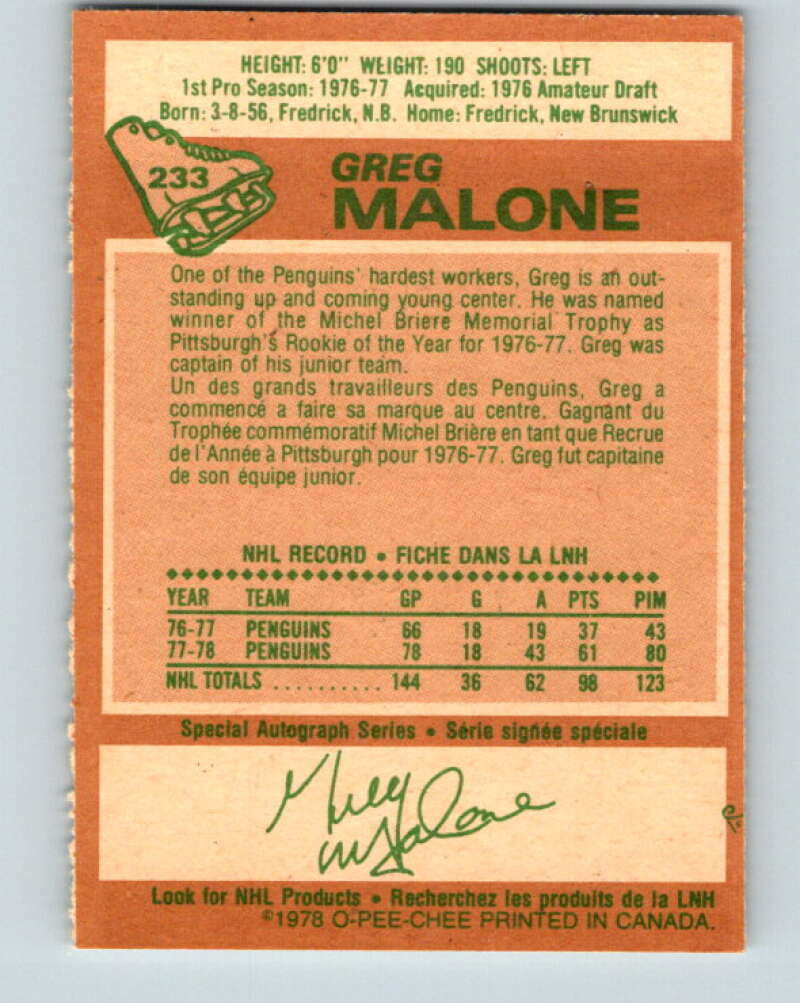 HEIGHT: 6'0" WEIGHT: 190 SHOOTS: LEFT
1st Pro Season: 1976-77 Acquired: 1976 Amateur Draft
Born: 3-8-56, Fredrick, N.B. Home: Fredrick, New Brunswick
233
GREG
MALONE
One of the Penguins' hardest workers, Greg is an out-
standing up and coming young center. He was named
winner of the Michel Briere Memorial Trophy as
Pittsburgh's Rookie of the Year for 1976-77. Greg was
captain of his junior team.
Un des grands travailleurs des Penguins, Greg a
commencé a faire sa marque au centre. Gagnant du
Trophée commémoratif Michel Brière en tant que Recrue
de l'Année à Pittsburgh pour 1976-77. Greg fut capitaine
de son équipe junior.
NHL RECORD • FICHE DANS LA LNH
YEAR TEAM GP G A PTS PIM
76-77 PENGUINS 66 18 19 37 43
77-78 PENGUINS 78 18 43 61 80
NHL TOTALS .......... 144 36 62 98 123
Special Autograph Series • Série signée spéciale
Greg
Malone
Look for NHL Products • Recherchez les produits de la LNH
©1978 O-PEE-CHEE PRINTED IN CANADA.